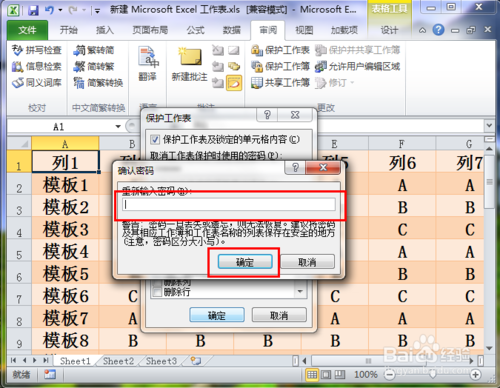 新建 Microsoft Excel 工作表.xls [兼容模式] - Microsoft E...
表格工具
文件 开始 插入 页面布局 公式 数据 审阅 视图 加载项 设计
拼写检查 简繁转
信息检索 繁转简
同义词库 简繁转换
翻译
新建批注
保护工作表 保护并共享工作簿
保护工作簿 允许用户编辑区域
共享工作簿 修订
校对 中文简繁转换 语言 批注 更改
A1 列1
A B F G
1 列1 列5 列6 列7
2 模板1 A A
3 模板2 B B
4 模板3 C C
5 模板4 A A
6 模板5 B B
7 模板6 C C C C
8 模板7 A A A A
9 模板8 B B B B B B
保护工作表
保护工作表及锁定的单元格内容(C)
取消工作表保护时使用的密码(P):
确认密码
重新输入密码(R):
警告: 密码一旦丢失或遗忘，则无法恢复。建议将密码
及其相应工作簿和工作表名称的列表保存在安全的地方
(注意，密码区分大小写)。
确定 取消
删除列
删除行
确定 取消
Sheet1 Sheet2 Sheet3
就绪 100%
Baidu 经验